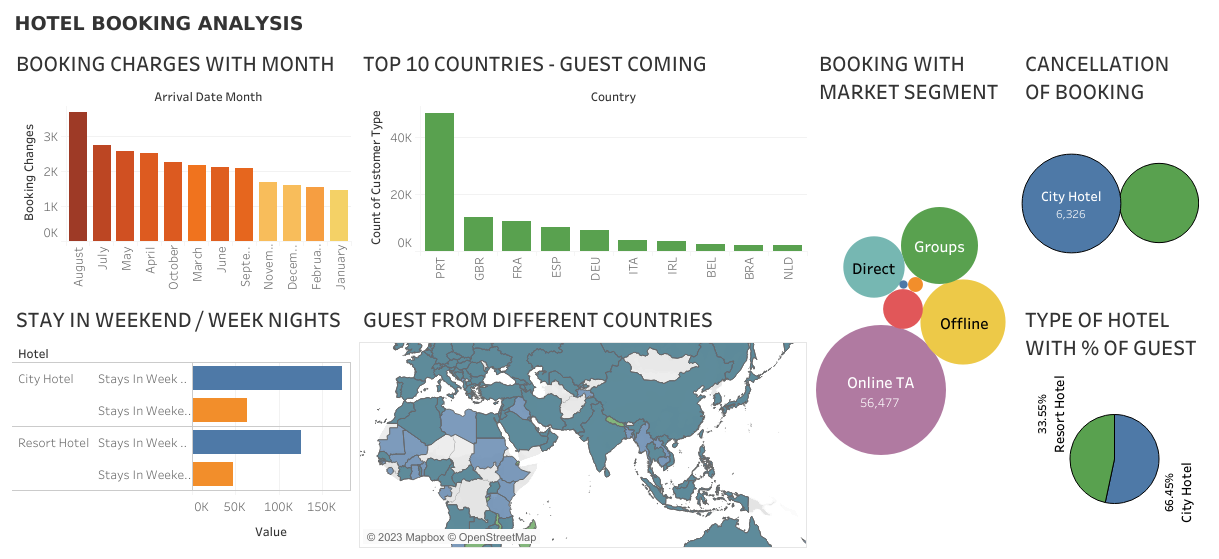 HOTEL BOOKING ANALYSIS
BOOKING CHARGES WITH MONTH
Arrival Date Month
Booking Changes
3K
2K
1K
0K
August
July
May
April
October
March
June
Septe..
Novem..
Decem..
Februa..
January
TOP 10 COUNTRIES - GUEST COMING
Country
Count of Customer Type
40K
20K
0K
PRT
GBR
FRA
ESP
DEU
ITA
IRL
BEL
BRA
NLD
BOOKING WITH
MARKET SEGMENT
Groups
Direct
Offline
Online TA
56,477
CANCELLATION
OF BOOKING
City Hotel
6,326
STAY IN WEEKEND / WEEK NIGHTS
Hotel
City Hotel
Stays In Week ..
Stays In Weeke..
Resort Hotel
Stays In Week ..
Stays In Weeke..
0K
50K
100K
150K
Value
GUEST FROM DIFFERENT COUNTRIES
© 2023 Mapbox © OpenStreetMap
TYPE OF HOTEL
WITH % OF GUEST
33.55%
Resort Hotel
66.45%
City Hotel